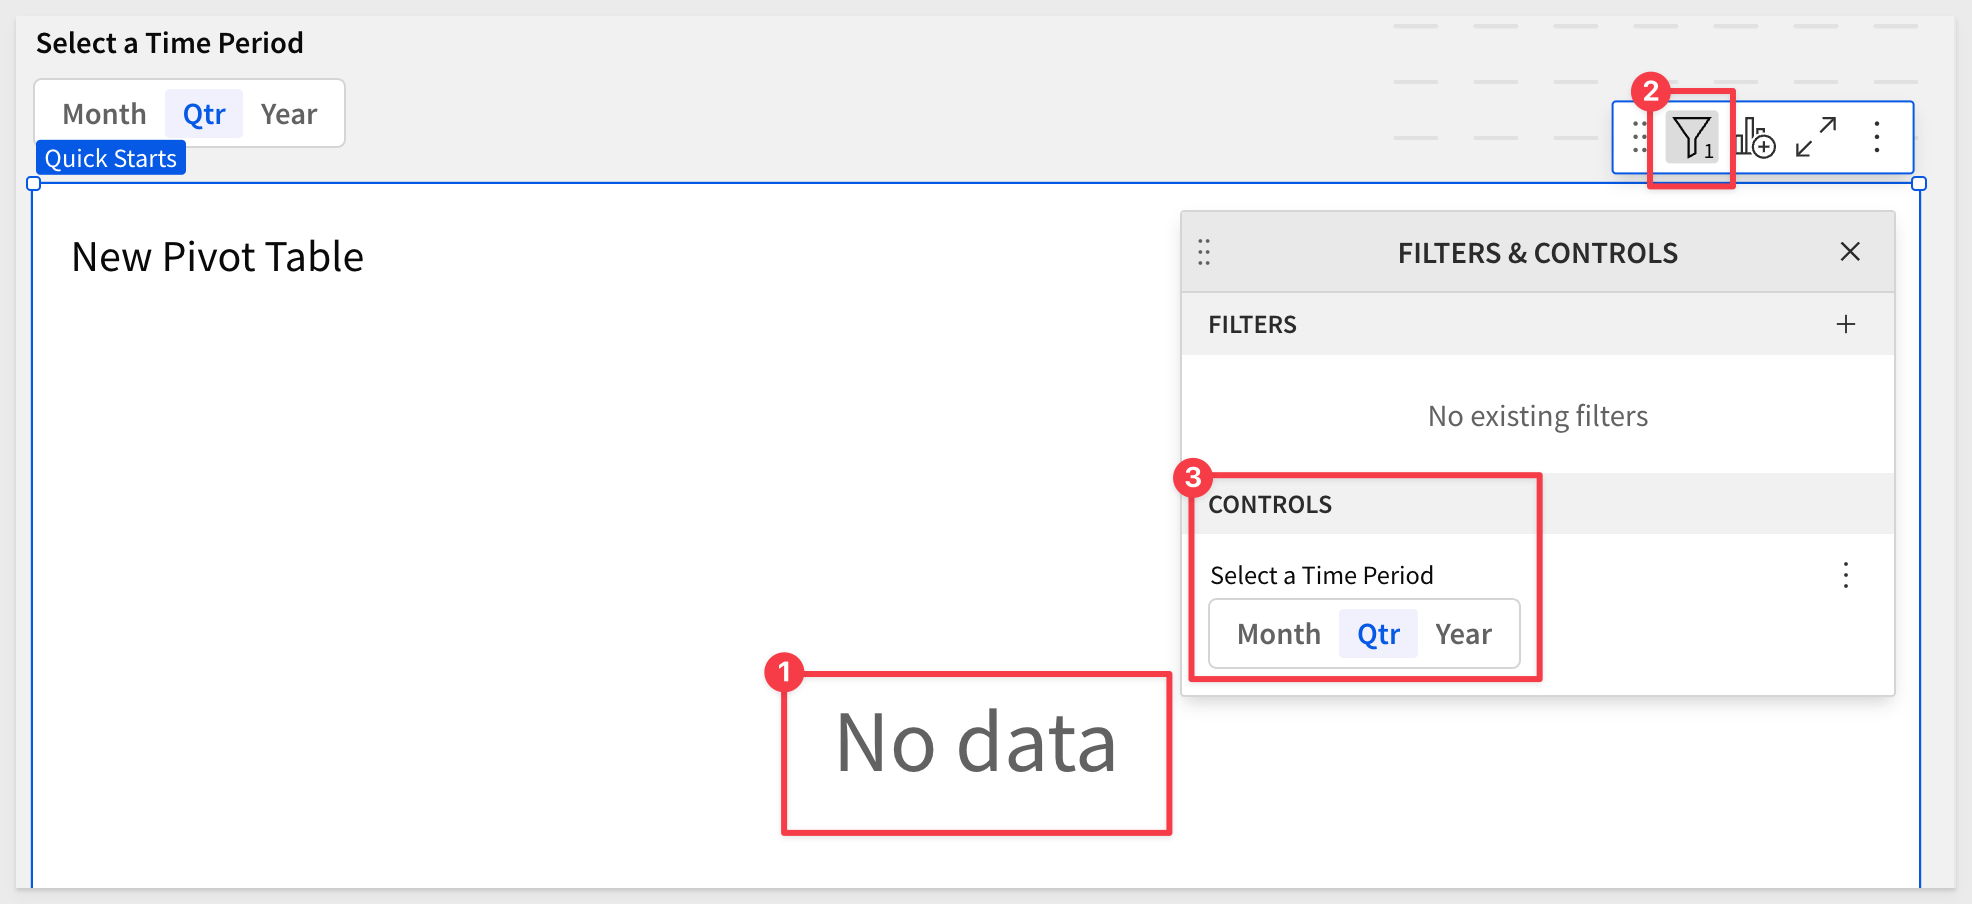 Select a Time Period
Month Qtr Year
Quick Starts
2
1
New Pivot Table
FILTERS & CONTROLS
FILTERS
No existing filters
3
CONTROLS
Select a Time Period
Month Qtr Year
1
No data